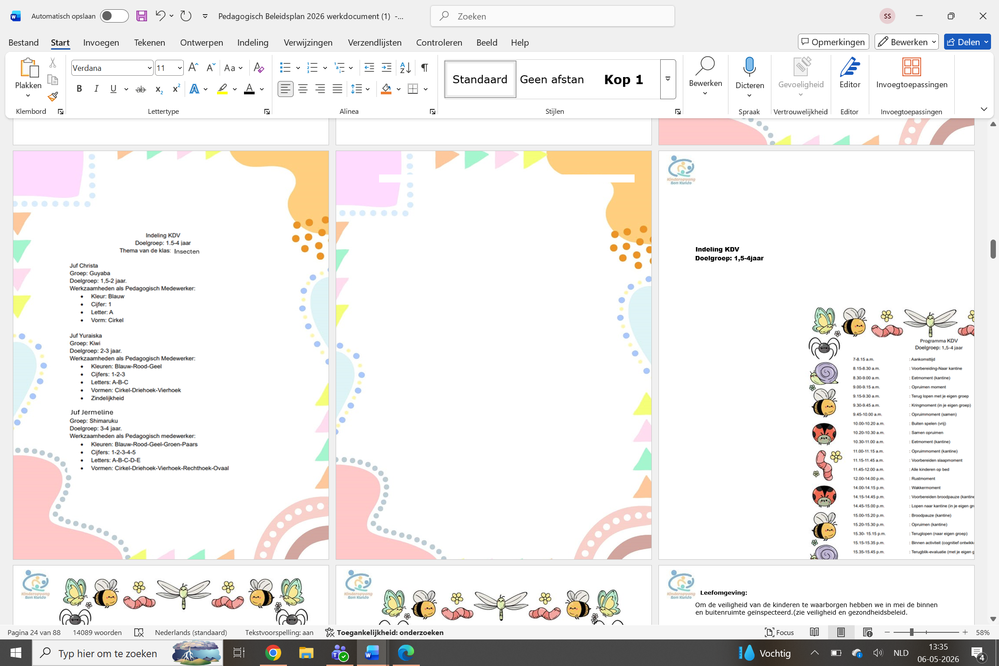 Automatisch opslaan
Pedagogisch Beleidsplan 2026 werkdocument (1) -...
Zoeken
SS
Bestand Start Invoegen Tekenen Ontwerpen Indeling Verwijzingen Verzendlijsten Controleren Beeld Help
Opmerkingen Bewerken Delen
Plakken
Klembord
Verdana 11
Lettertype
Alinea
Standaard Geen afstan Kop 1
Stijlen
Bewerken
Dicteren
Spraak
Gevoeligheid
Vertrouwelijkheid
Editor
Editor
Invoegtoepassingen
Invoegtoepassingen
Indeling KDV
Doelgroep: 1.5-4 jaar
Thema van de klas: Insecten
Juf Christa
Groep: Guyaba
Doelgroep: 1,5-2 jaar.
Werkzaamheden als Pedagogisch Medewerker:
• Kleur: Blauw
• Cijfer: 1
• Letter: A
• Vorm: Cirkel
Juf Yuraiska
Groep: Kiwi
Doelgroep: 2-3 jaar.
Werkzaamheden als Pedagogisch Medewerker:
• Kleuren: Blauw-Rood-Geel
• Cijfers: 1-2-3
• Letters: A-B-C
• Vormen: Cirkel-Driehoek-Vierhoek
• Zindelijkheid
Juf Jermeline
Groep: Shimaruku
Doelgroep: 3-4 jaar.
Werkzaamheden als Pedagogisch medewerker:
• Kleuren: Blauw-Rood-Geel-Groen-Paars
• Cijfers: 1-2-3-4-5
• Letters: A-B-C-D-E
• Vormen: Cirkel-Driehoek-Vierhoek-Rechthoek-Ovaal
Kinderopvang
Bon Kwido
Indeling KDV
Doelgroep: 1,5-4jaar
Programma KDV
Doelgroep: 1,5-4 jaar
7-8.15 a.m. : Aankomsttijd
8.15-8.30 a.m. : Voorbereiding-Naar kantine
8.30-9.00 a.m. : Eetmoment (kantine)
9.00-9.15 a.m. : Opruimen moment
9.15-9.30 a.m. : Terug lopen met je eigen groep
9.30-9.45 a.m. : Kringmoment (in je eigen groep)
9.45-10.00 a.m. : Opruimmoment (samen)
10.00-10.20 a.m. : Buiten spelen (vrij)
10.20-10.30 a.m. : Samen opruimen
10.30-11.00 a.m. : Eetmoment (kantine)
11.00-11.15 a.m. : Opruimmoment (kantine)
11.15-11.45 a.m. : Voorbereiden slaapmoment
11.45-12.00 a.m. : Alle kinderen op bed
12.00-14.00 p.m. : Rustmoment
14.00-14.15 p.m. : Wakkermoment
14.15-14.45 p.m. : Voorbereiden broodpauze (kantine
14.45-15.00 p.m. : Lopen naar kantine (in je eigen gr
15.00-15.20 p.m. : Broodpauze (kantine)
15.20-15.30 p.m. : Opruimen (kantine)
15.30- 15.15 p.m. : Teruglopen (naar eigen groep)
15.15-15.35 p.m. : Binnen activiteit (cognitief ontwikk
15.35-15.45 p.m. : Terugblik-evaluatie (met je eigen g
Kinderopvang
Bon Kwido
Kinderopvang
Bon Kwido
Kinderopvang
Bon Kwido
Leefomgeving:
Om de veiligheid van de kinderen te waarborgen hebben we in mei de binnen
en buitenruimte geïnspecteerd.(zie veiligheid en gezondheidsbeleid.
Pagina 24 van 88 14089 woorden Nederlands (standaard) Tekstvoorspelling: aan Toegankelijkheid: onderzoeken Focus 58%
Typ hier om te zoeken
Vochtig
NLD
13:35
06-05-2026
4